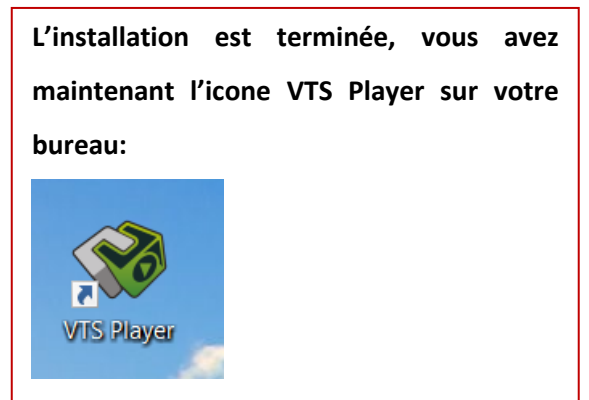 L’installation est terminée, vous avez
maintenant l’icone VTS Player sur votre
bureau:
VTS Player